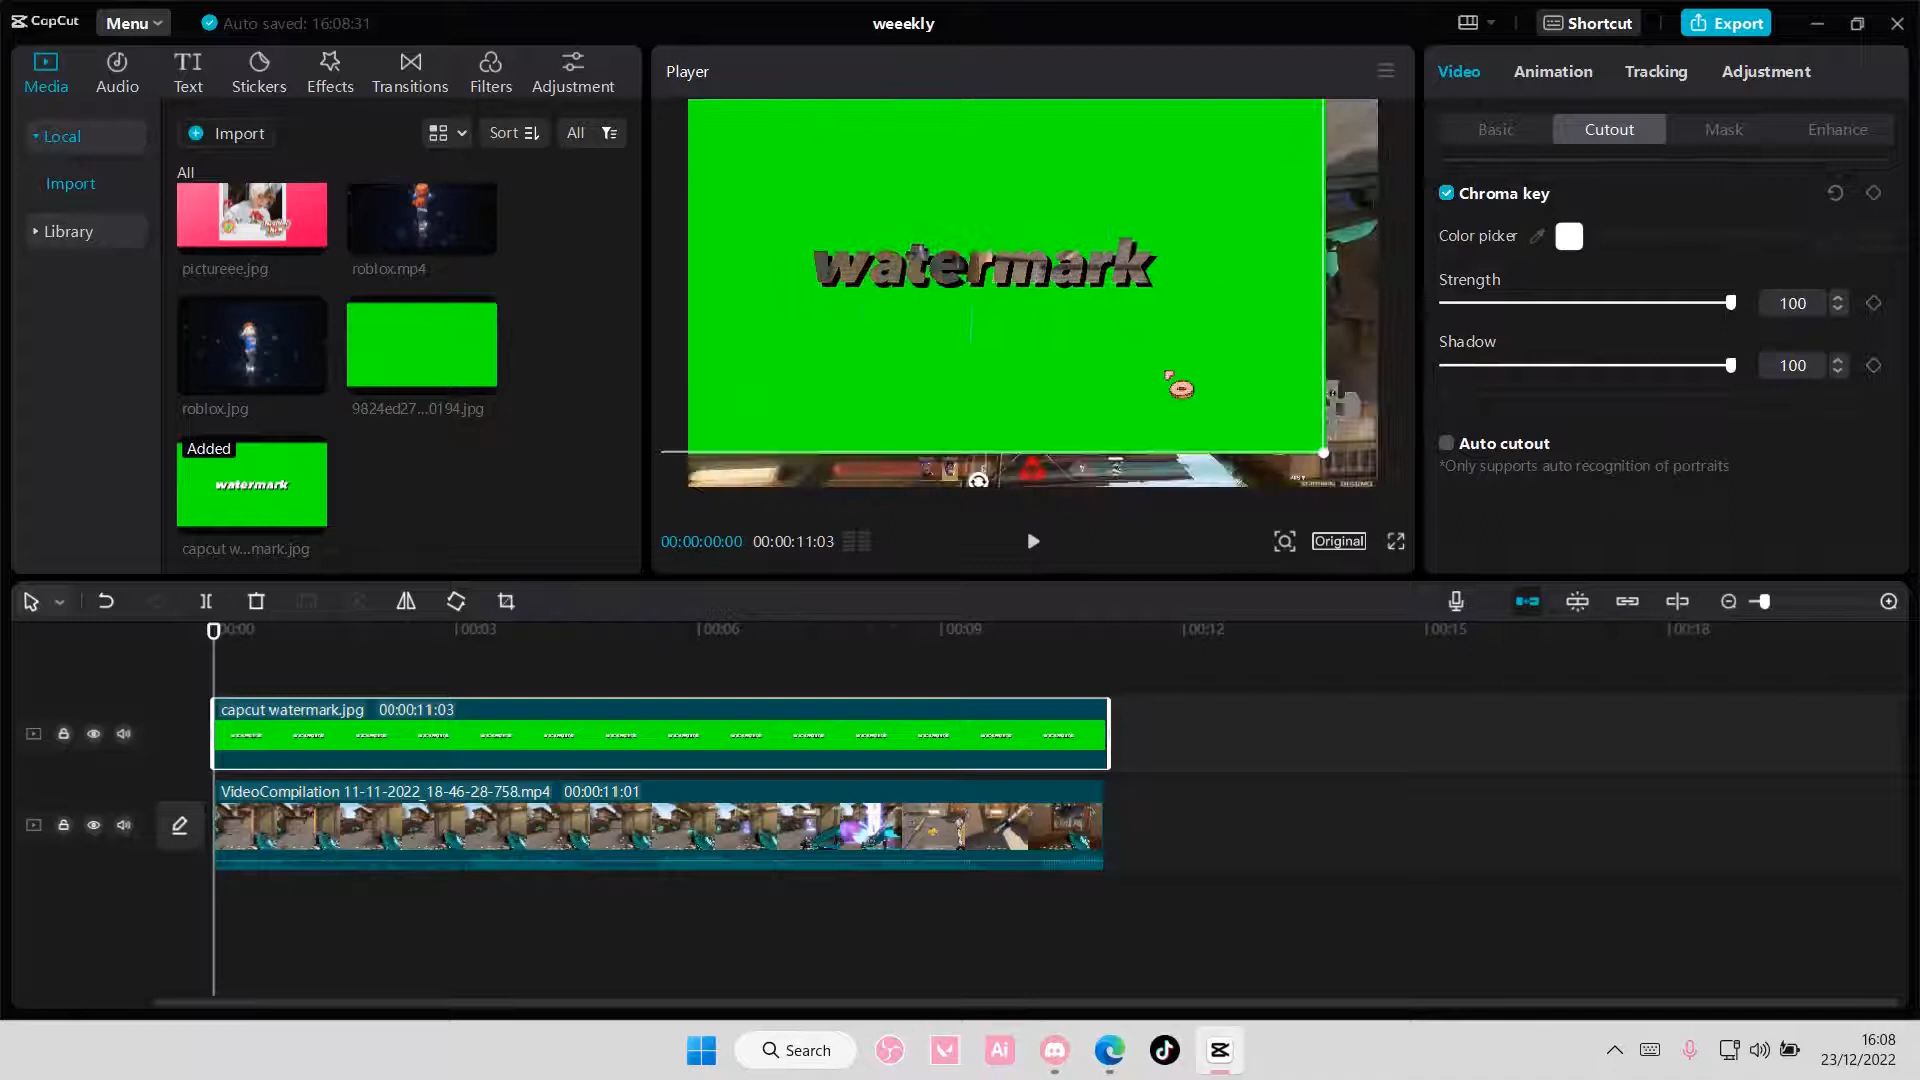 CapCut
Menu
Auto saved: 16:08:31
weeekly
Shortcut
Export
Media
Audio
Text
Stickers
Effects
Transitions
Filters
Adjustment
Local
Import
Library
Import
Sort
All
All
pictureee.jpg
roblox.mp4
roblox.jpg
9824ed27...0194.jpg
Added
watermark
capcut w...mark.jpg
Player
watermark
00:00:00:00
00:00:11:03
Original
Video
Animation
Tracking
Adjustment
Basic
Cutout
Mask
Enhance
Chroma key
Color picker
Strength
100
Shadow
100
Auto cutout
*Only supports auto recognition of portraits
00:00
00:03
00:06
00:09
00:12
00:15
00:18
capcut watermark.jpg 00:00:11:03
VideoCompilation 11-11-2022_18-46-28-758.mp4 00:00:11:01
Search
Ai
16:08
23/12/2022